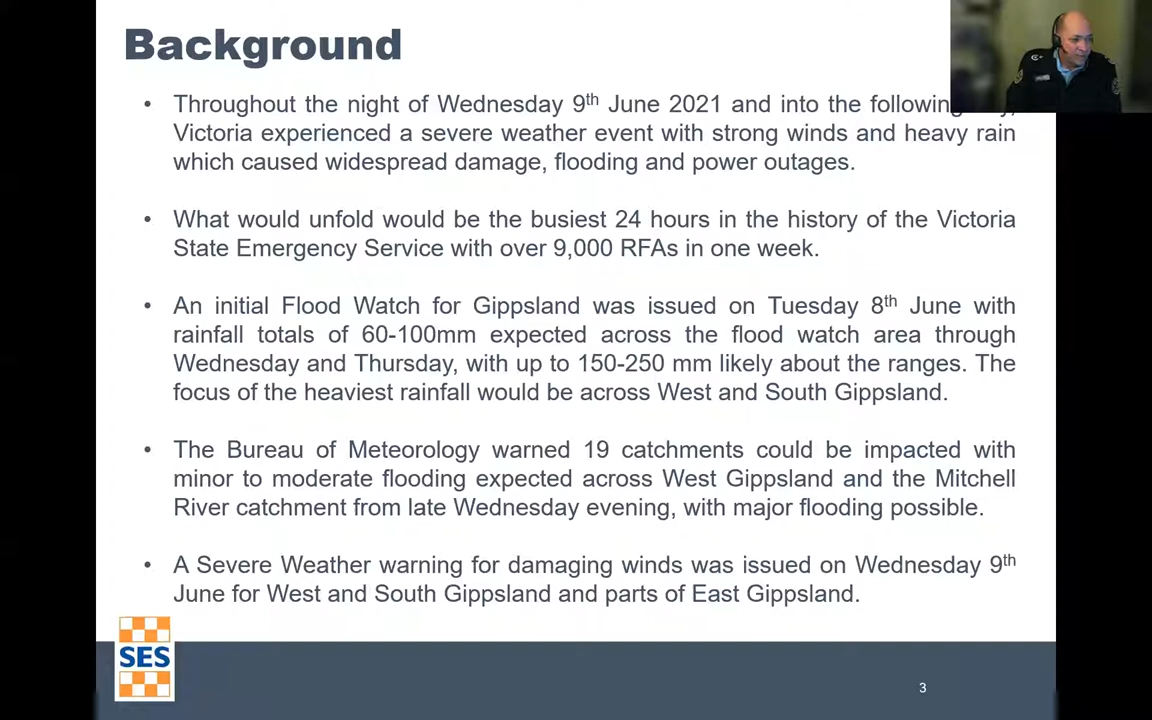 Background
• Throughout the night of Wednesday 9th June 2021 and into the following
Victoria experienced a severe weather event with strong winds and heavy rain
which caused widespread damage, flooding and power outages.
• What would unfold would be the busiest 24 hours in the history of the Victoria
State Emergency Service with over 9,000 RFAs in one week.
• An initial Flood Watch for Gippsland was issued on Tuesday 8th June with
rainfall totals of 60-100mm expected across the flood watch area through
Wednesday and Thursday, with up to 150-250 mm likely about the ranges. The
focus of the heaviest rainfall would be across West and South Gippsland.
• The Bureau of Meteorology warned 19 catchments could be impacted with
minor to moderate flooding expected across West Gippsland and the Mitchell
River catchment from late Wednesday evening, with major flooding possible.
• A Severe Weather warning for damaging winds was issued on Wednesday 9th
June for West and South Gippsland and parts of East Gippsland.
SES
3